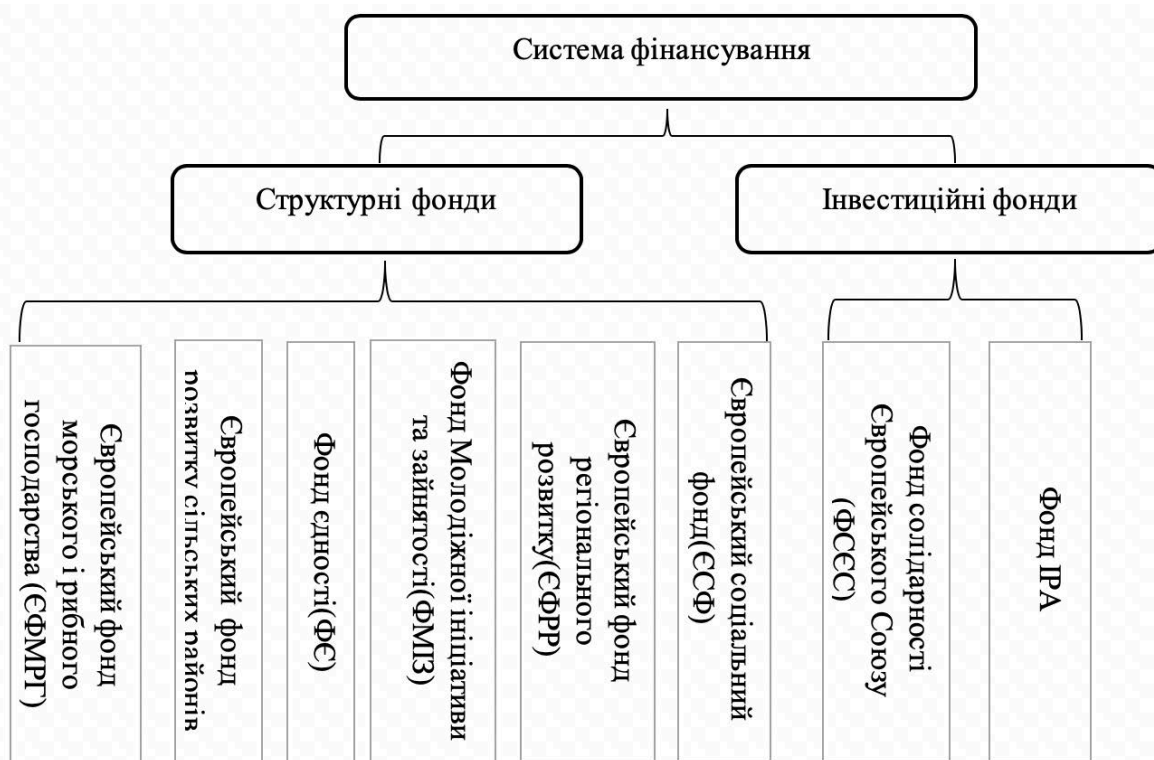 Система фінансування
Структурні фонди
Інвестиційні фонди
Європейський фонд
морського і рибного
господарства (ЄФМРГ)
Європейський фонд
розвитку сільських районів
Фонд єдності(ФЄ)
Фонд Молодіжної ініціативи
та зайнятості(ФМІЗ)
Європейський фонд
регіонального
розвитку(ЄФРР)
Європейський соціальний
фонд(ЄСФ)
Фонд солідарності
Європейського Союзу
(ФСЄС)
Фонд ІРА